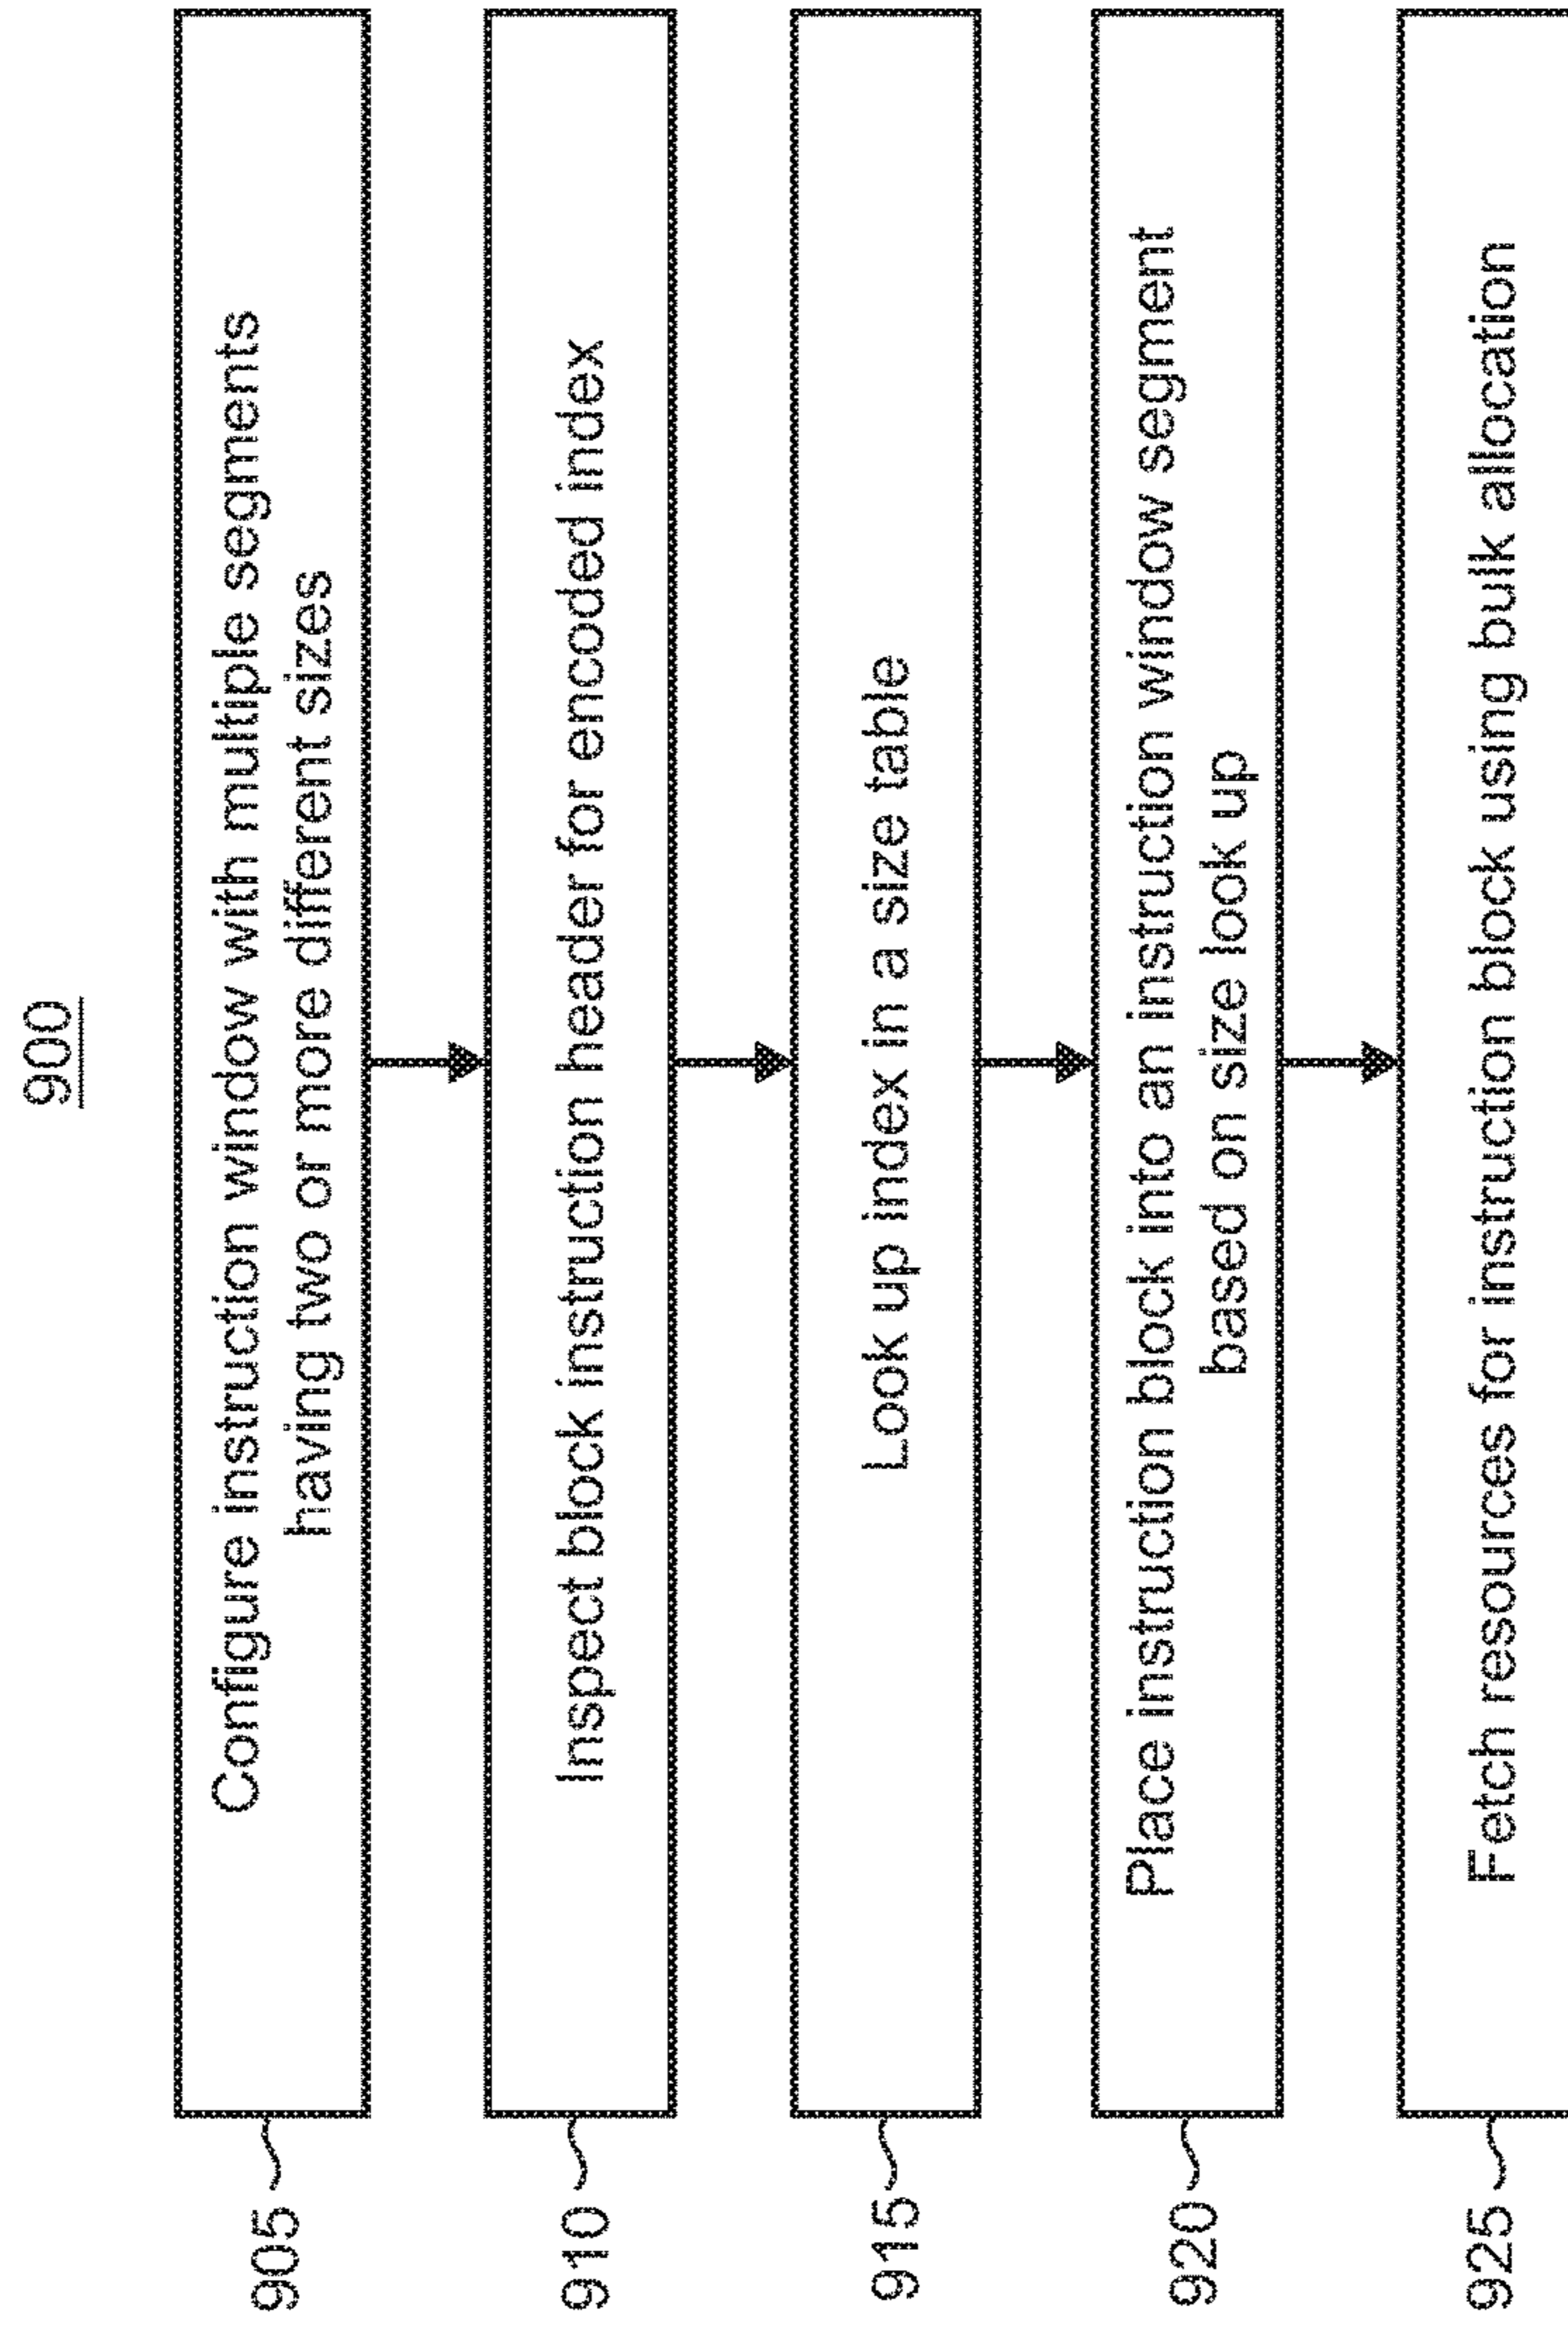 900
905
Configure instruction window with multiple segments
having two or more different sizes
910
Inspect block instruction header for encoded index
915
Look up index in a size table
920
Place instruction block into an instruction window segment
based on size look up
925
Fetch resources for instruction block using bulk allocation